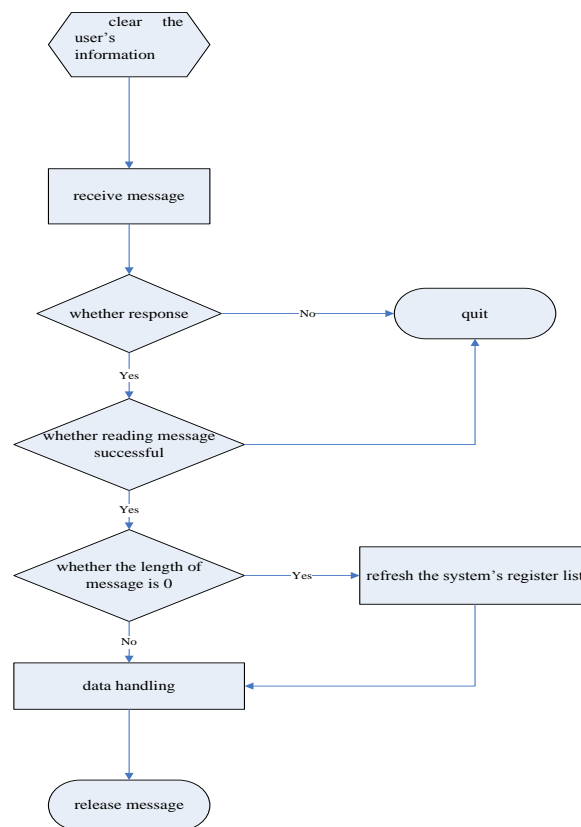 clear the
user's
information
receive message
whether response
No
quit
Yes
whether reading message
successful
Yes
whether the length of
message is 0
Yes
refresh the system's register list
No
data handling
release message